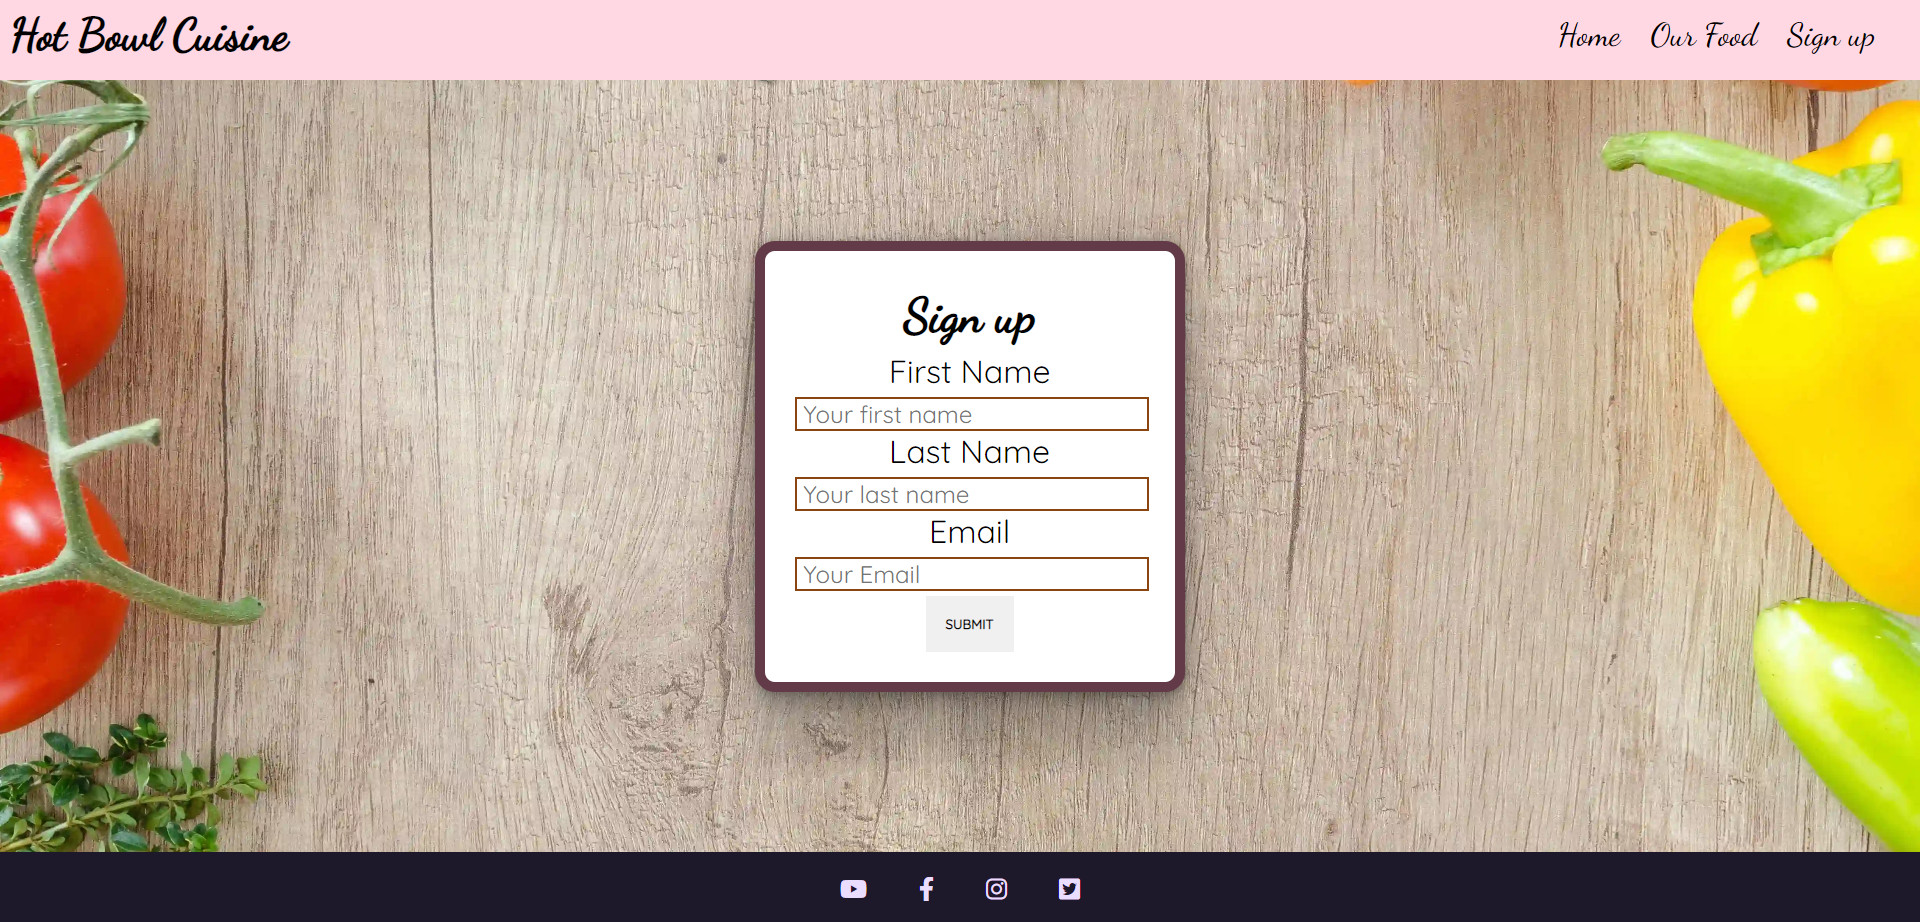 Hot Bowl Cuisine
Home Our Food Sign up
Sign up
First Name
Your first name
Last Name
Your last name
Email
Your Email
SUBMIT